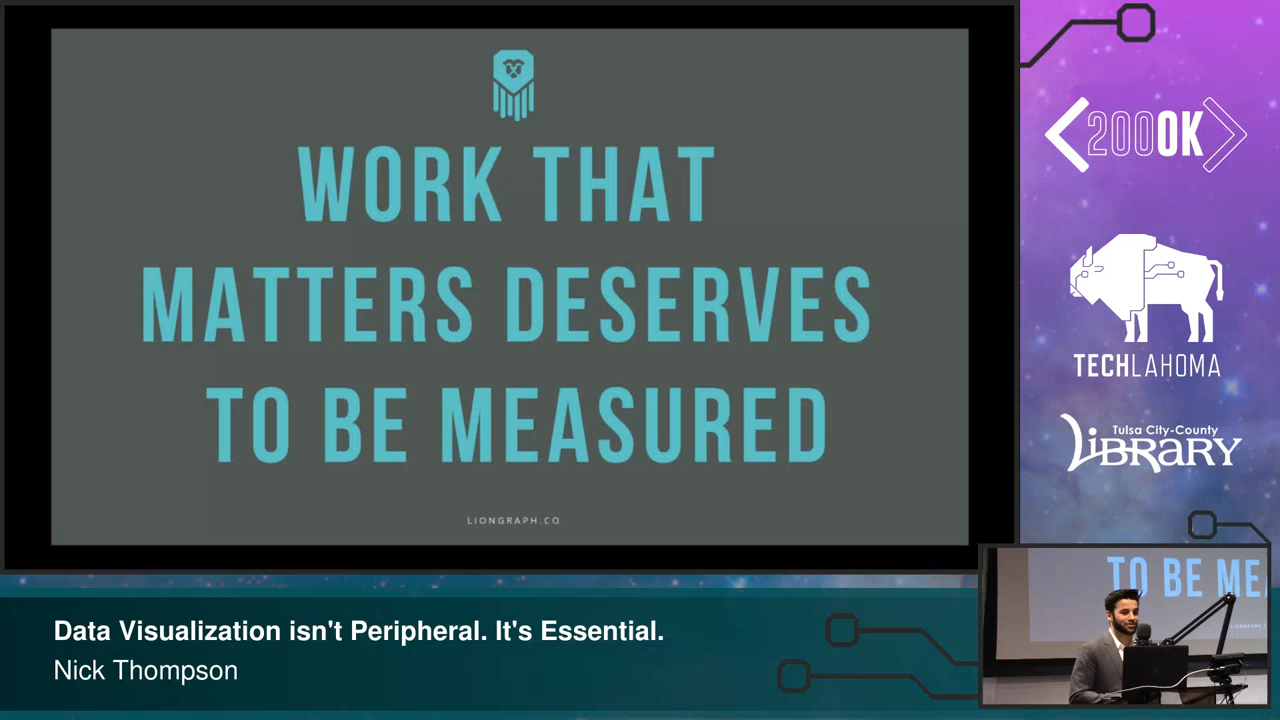 WORK THAT
MATTERS DESERVES
TO BE MEASURED
LIONGRAPH.CO
200OK
TECHLAHOMA
Tulsa City-County
LIBRARY
TO BE MEA
Data Visualization isn't Peripheral. It's Essential.
Nick Thompson